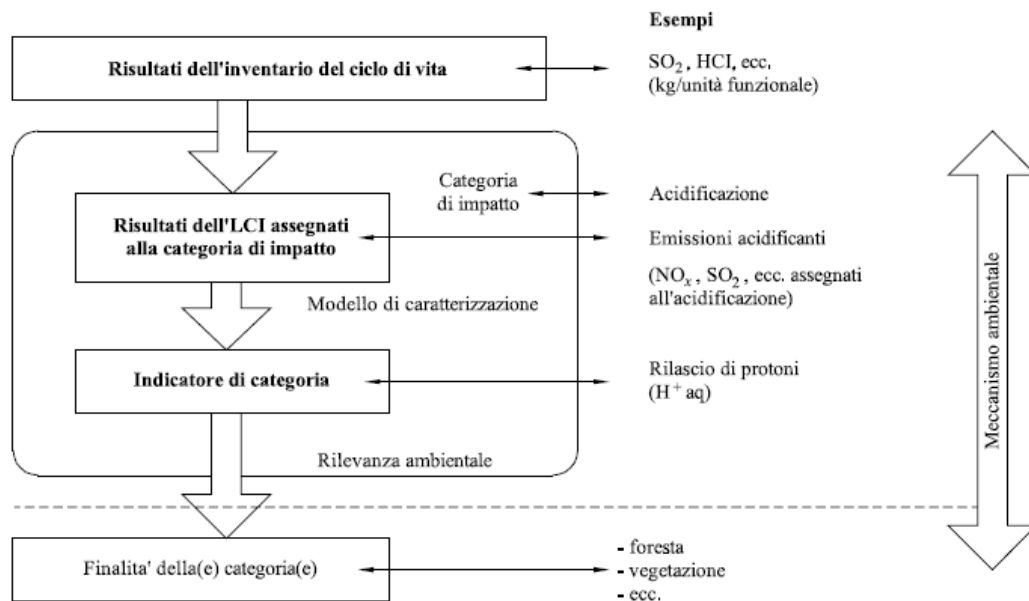 Esempi
Risultati dell'inventario del ciclo di vita
SO2 , HCI, ecc.
(kg/unità funzionale)
Categoria
di impatto
Acidificazione
Risultati dell'LCI assegnati
alla categoria di impatto
Emissioni acidificanti
(NOx , SO2 , ecc. assegnati
all'acidificazione)
Modello di caratterizzazione
Indicatore di categoria
Rilascio di protoni
(H+ aq)
Rilevanza ambientale
Meccanismo ambientale
Finalita' della(e) categoria(e)
- foresta
- vegetazione
- ecc.